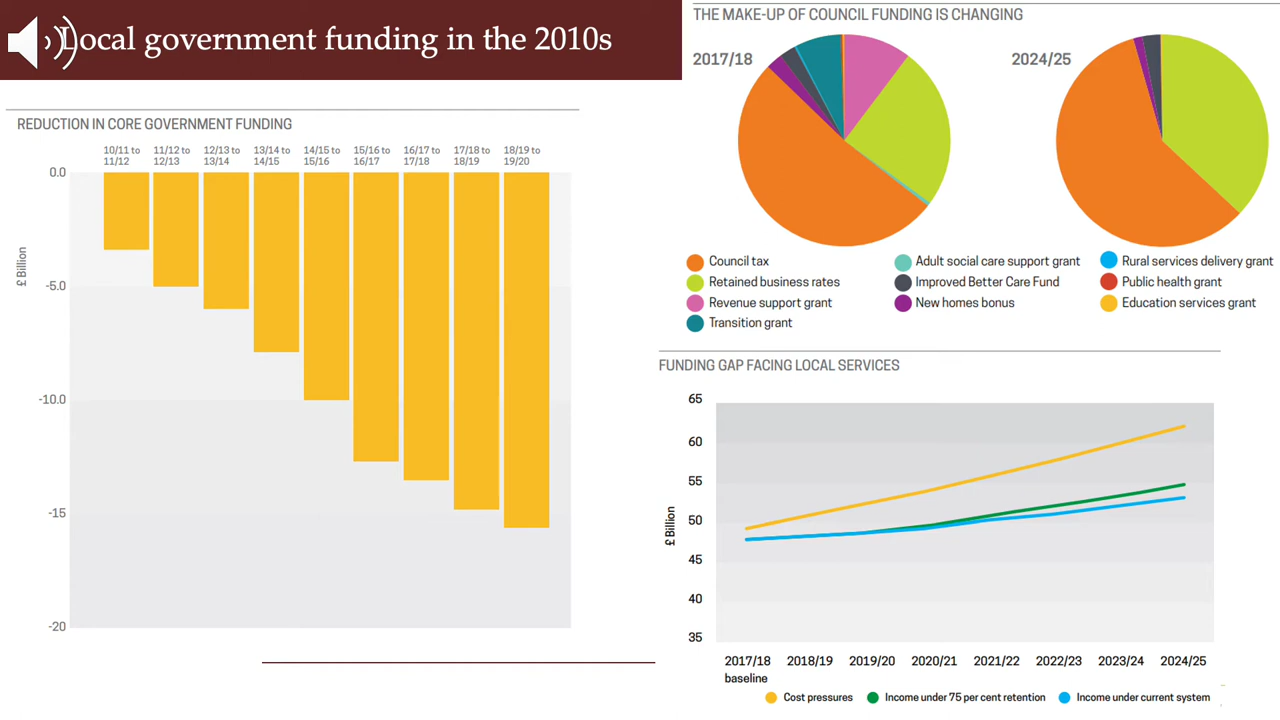 Local government funding in the 2010s
REDUCTION IN CORE GOVERNMENT FUNDING
10/11 to 11/12 to 12/13 to 13/14 to 14/15 to 15/16 to 16/17 to 17/18 to 18/19 to
11/12 12/13 13/14 14/15 15/16 16/17 17/18 18/19 19/20
0.0
-5.0
-10.0
-15
-20
£ Billion
THE MAKE-UP OF COUNCIL FUNDING IS CHANGING
2017/18 2024/25
Council tax Adult social care support grant Rural services delivery grant
Retained business rates Improved Better Care Fund Public health grant
Revenue support grant New homes bonus Education services grant
Transition grant
FUNDING GAP FACING LOCAL SERVICES
65
60
55
50
45
40
35
£ Billion
2017/18 2018/19 2019/20 2020/21 2021/22 2022/23 2023/24 2024/25
baseline
Cost pressures Income under 75 per cent retention Income under current system